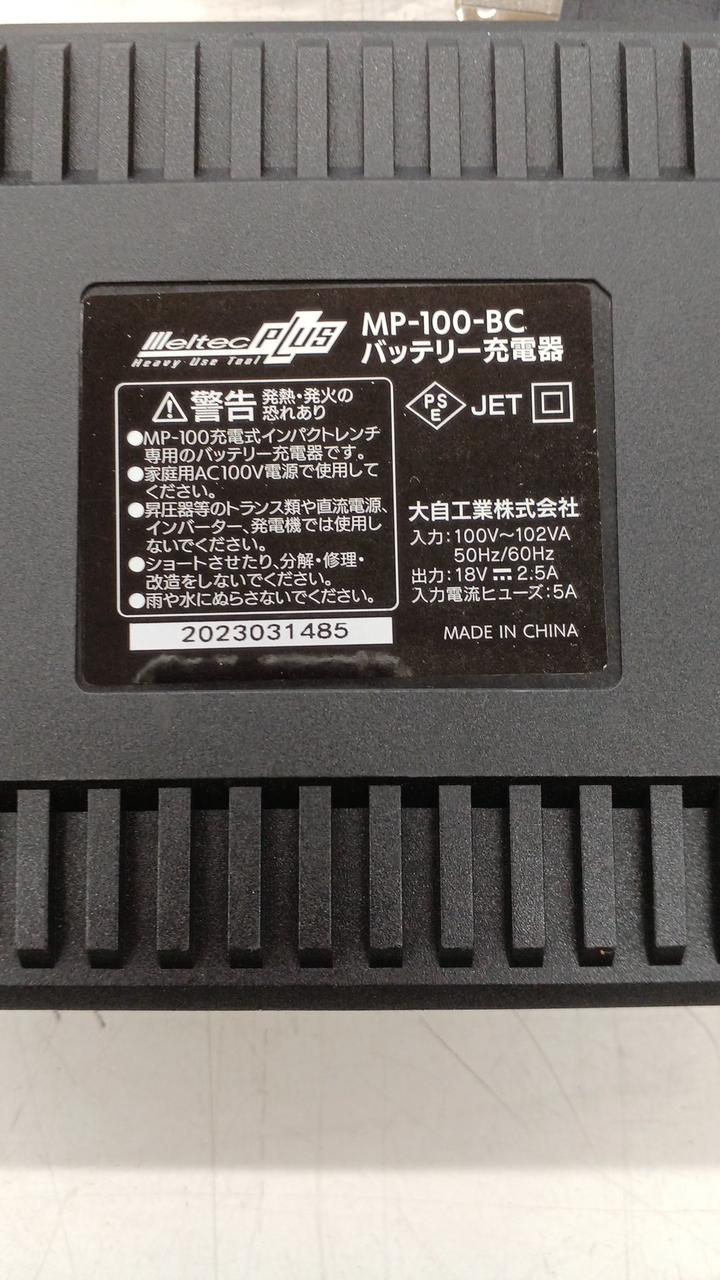 Meltec PLUS
Heavy Use Tool
MP-100-BC
バッテリー充電器
警告 発熱・発火の
恐れあり
●MP-100充電式インパクトレンチ
専用のバッテリー充電器です。
●家庭用AC100V電源で使用して
ください。
●昇圧器等のトランス類や直流電源、
インバーター、発電機では使用し
ないでください。
●ショートさせたり、分解・修理・
改造をしないでください。
●雨や水にぬらさないでください。
2023031485
PS
E
JET
大自工業株式会社
入力:100V～102VA
50Hz/60Hz
出力:18V⎓2.5A
入力電流ヒューズ:5A
MADE IN CHINA